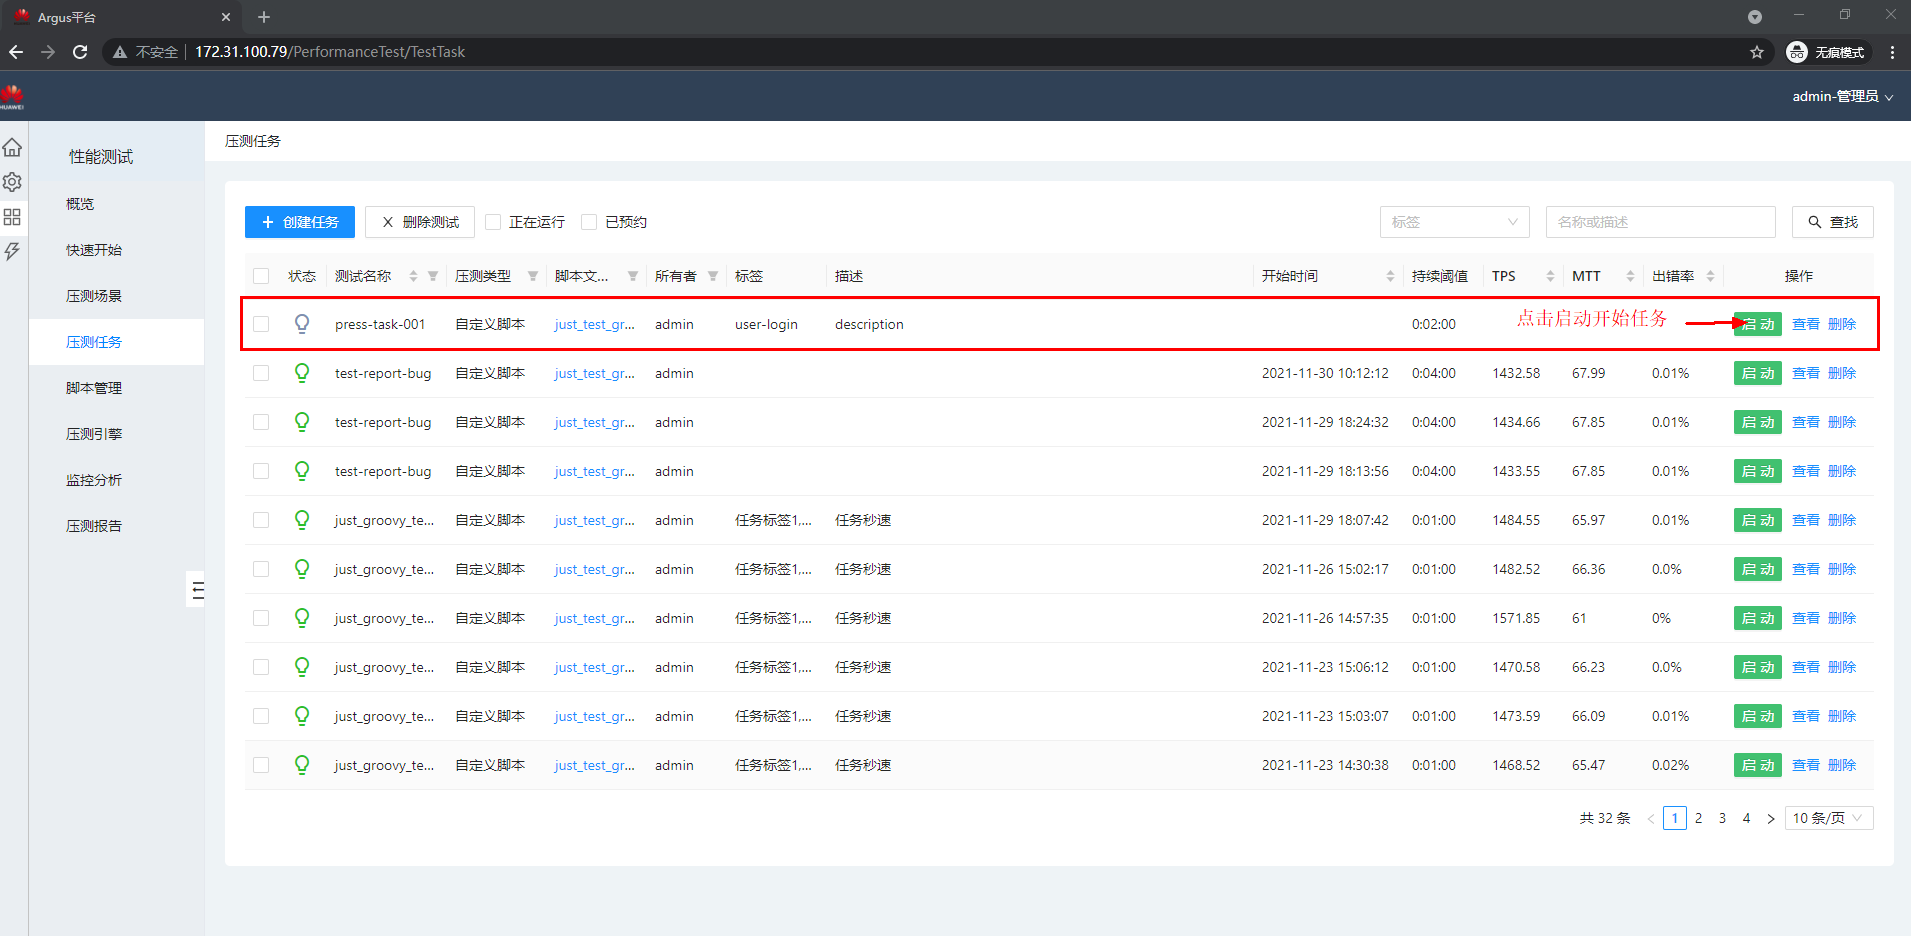 Argus平台
不安全 172.31.100.79/PerformanceTest/TestTask 无痕模式
HUAWEI admin-管理员
性能测试
概览
快速开始
压测场景
压测任务
脚本管理
压测引擎
监控分析
压测报告
压测任务
创建任务 删除测试 正在运行 已预约 标签 名称或描述 查找
状态 测试名称 压测类型 脚本文... 所有者 标签 描述 开始时间 持续阈值 TPS MTT 出错率 操作
press-task-001 自定义脚本 just_test_gr... admin user-login description 0:02:00 点击启动开始任务 启动 查看 删除
test-report-bug 自定义脚本 just_test_gr... admin 2021-11-30 10:12:12 0:04:00 1432.58 67.99 0.01% 启动 查看 删除
test-report-bug 自定义脚本 just_test_gr... admin 2021-11-29 18:24:32 0:04:00 1434.66 67.85 0.01% 启动 查看 删除
test-report-bug 自定义脚本 just_test_gr... admin 2021-11-29 18:13:56 0:04:00 1433.55 67.85 0.01% 启动 查看 删除
just_groovy_te... 自定义脚本 just_test_gr... admin 任务标签1,... 任务秒速 2021-11-29 18:07:42 0:01:00 1484.55 65.97 0.01% 启动 查看 删除
just_groovy_te... 自定义脚本 just_test_gr... admin 任务标签1,... 任务秒速 2021-11-26 15:02:17 0:01:00 1482.52 66.36 0.0% 启动 查看 删除
just_groovy_te... 自定义脚本 just_test_gr... admin 任务标签1,... 任务秒速 2021-11-26 14:57:35 0:01:00 1571.85 61 0% 启动 查看 删除
just_groovy_te... 自定义脚本 just_test_gr... admin 任务标签1,... 任务秒速 2021-11-23 15:06:12 0:01:00 1470.58 66.23 0.0% 启动 查看 删除
just_groovy_te... 自定义脚本 just_test_gr... admin 任务标签1,... 任务秒速 2021-11-23 15:03:07 0:01:00 1473.59 66.09 0.01% 启动 查看 删除
just_groovy_te... 自定义脚本 just_test_gr... admin 任务标签1,... 任务秒速 2021-11-23 14:30:38 0:01:00 1468.52 65.47 0.02% 启动 查看 删除
共 32 条 < 1 2 3 4 > 10 条/页